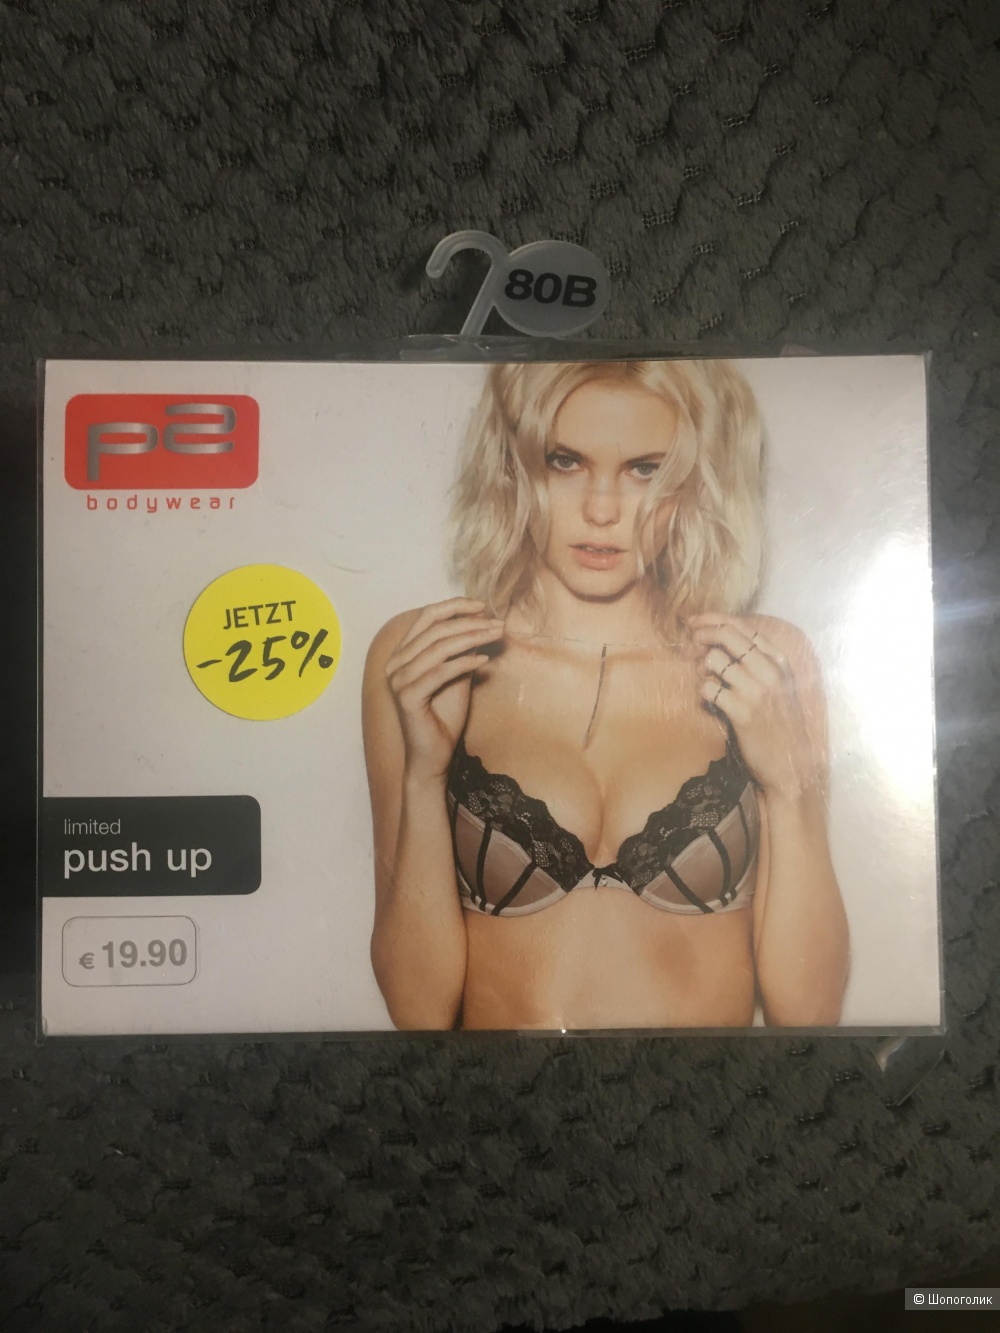 80B
p2
bodywear
JETZT
-25%
limited
push up
€ 19.90
© Шопоголик